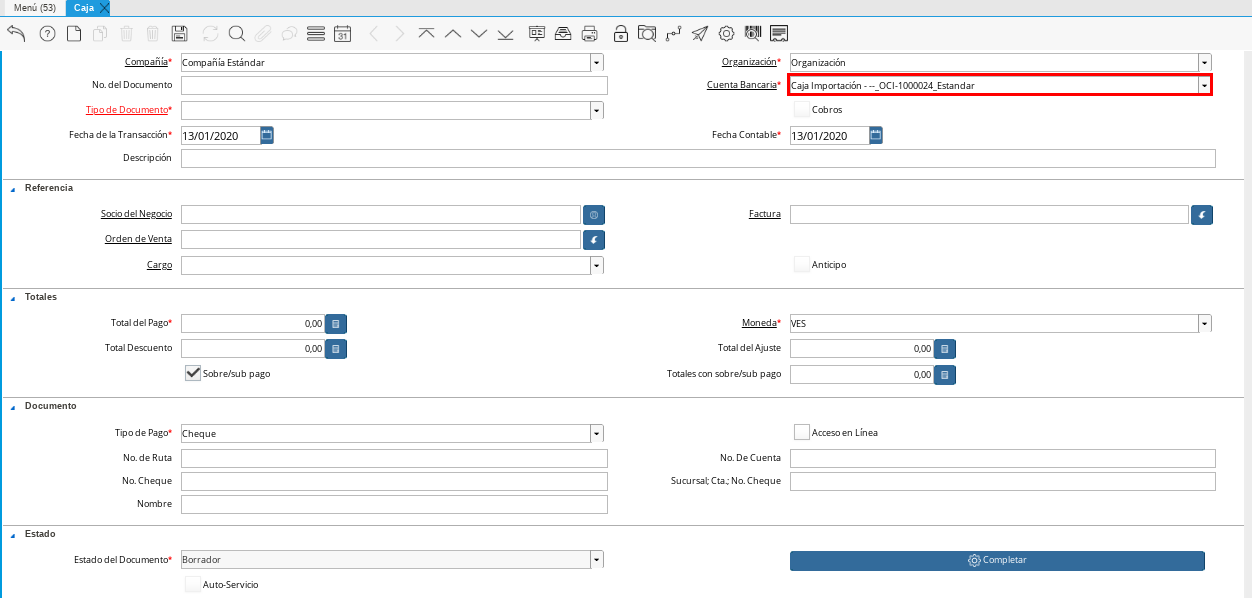 Menú (53) Caja
31
Compañía* Compañía Estándar Organización* Organización
No. del Documento Cuenta Bancaria* Caja Importación - --_OCI-1000024_Estandar
Tipo de Documento* Cobros
Fecha de la Transacción* 13/01/2020 Fecha Contable* 13/01/2020
Descripción
Referencia
Socio del Negocio Factura
Orden de Venta
Cargo Anticipo
Totales
Total del Pago* 0,00 Moneda* VES
Total Descuento 0,00 Total del Ajuste 0,00
Sobre/sub pago Totales con sobre/sub pago 0,00
Documento
Tipo de Pago* Cheque Acceso en Línea
No. de Ruta No. De Cuenta
No. Cheque Sucursal; Cta.; No. Cheque
Nombre
Estado
Estado del Documento* Borrador Completar
Auto-Servicio